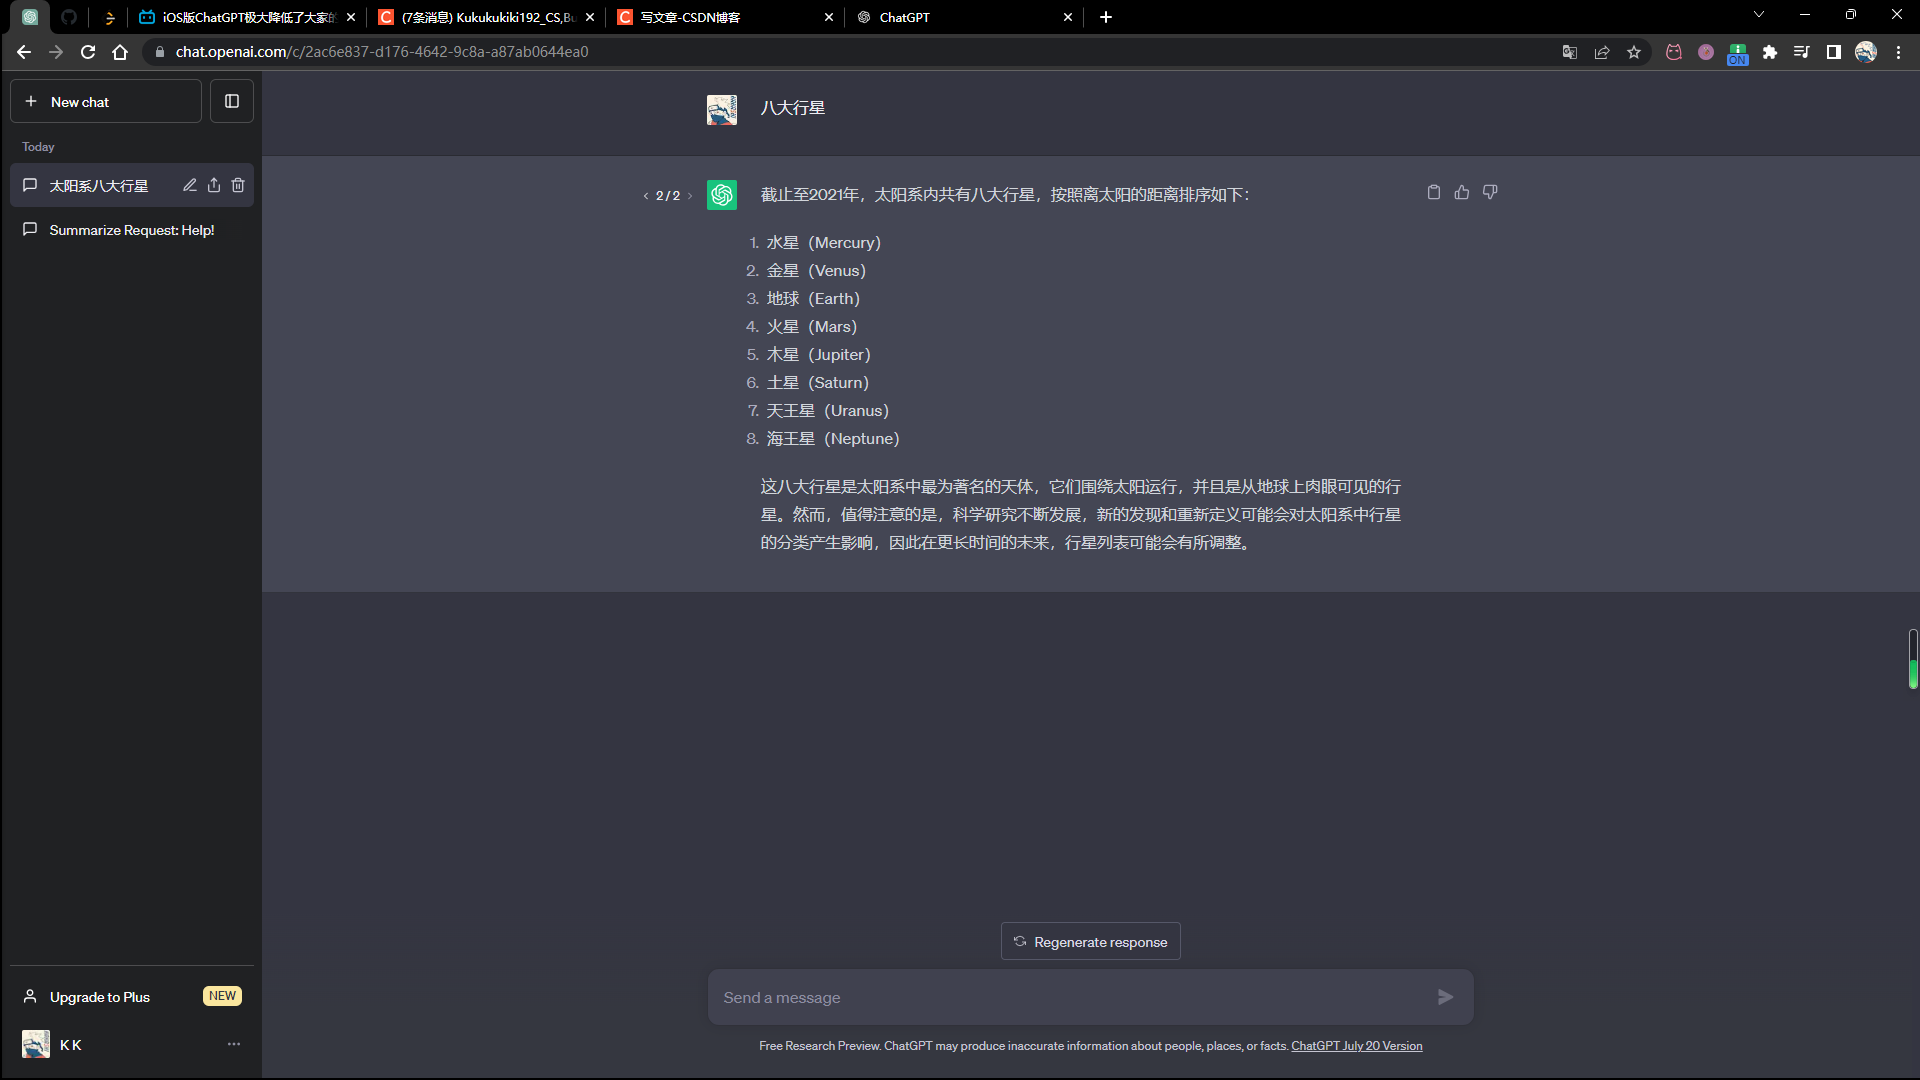 iOS版ChatGPT极大降低了大家的
(7条消息) Kukukukiki192_CS,Bu
写文章-CSDN博客
ChatGPT
chat.openai.com/c/2ac6e837-d176-4642-9c8a-a87ab0644ea0
ON
New chat
Today
太阳系八大行星
Summarize Request: Help!
八大行星
2 / 2
截止至2021年，太阳系内共有八大行星，按照离太阳的距离排序如下：
1. 水星（Mercury）
2. 金星（Venus）
3. 地球（Earth）
4. 火星（Mars）
5. 木星（Jupiter）
6. 土星（Saturn）
7. 天王星（Uranus）
8. 海王星（Neptune）
这八大行星是太阳系中最为著名的天体，它们围绕太阳运行，并且是从地球上肉眼可见的行
星。然而，值得注意的是，科学研究不断发展，新的发现和重新定义可能会对太阳系中行星
的分类产生影响，因此在更长时间的未来，行星列表可能会有所调整。
Regenerate response
Send a message
Free Research Preview. ChatGPT may produce inaccurate information about people, places, or facts. ChatGPT July 20 Version
Upgrade to Plus
NEW
K K